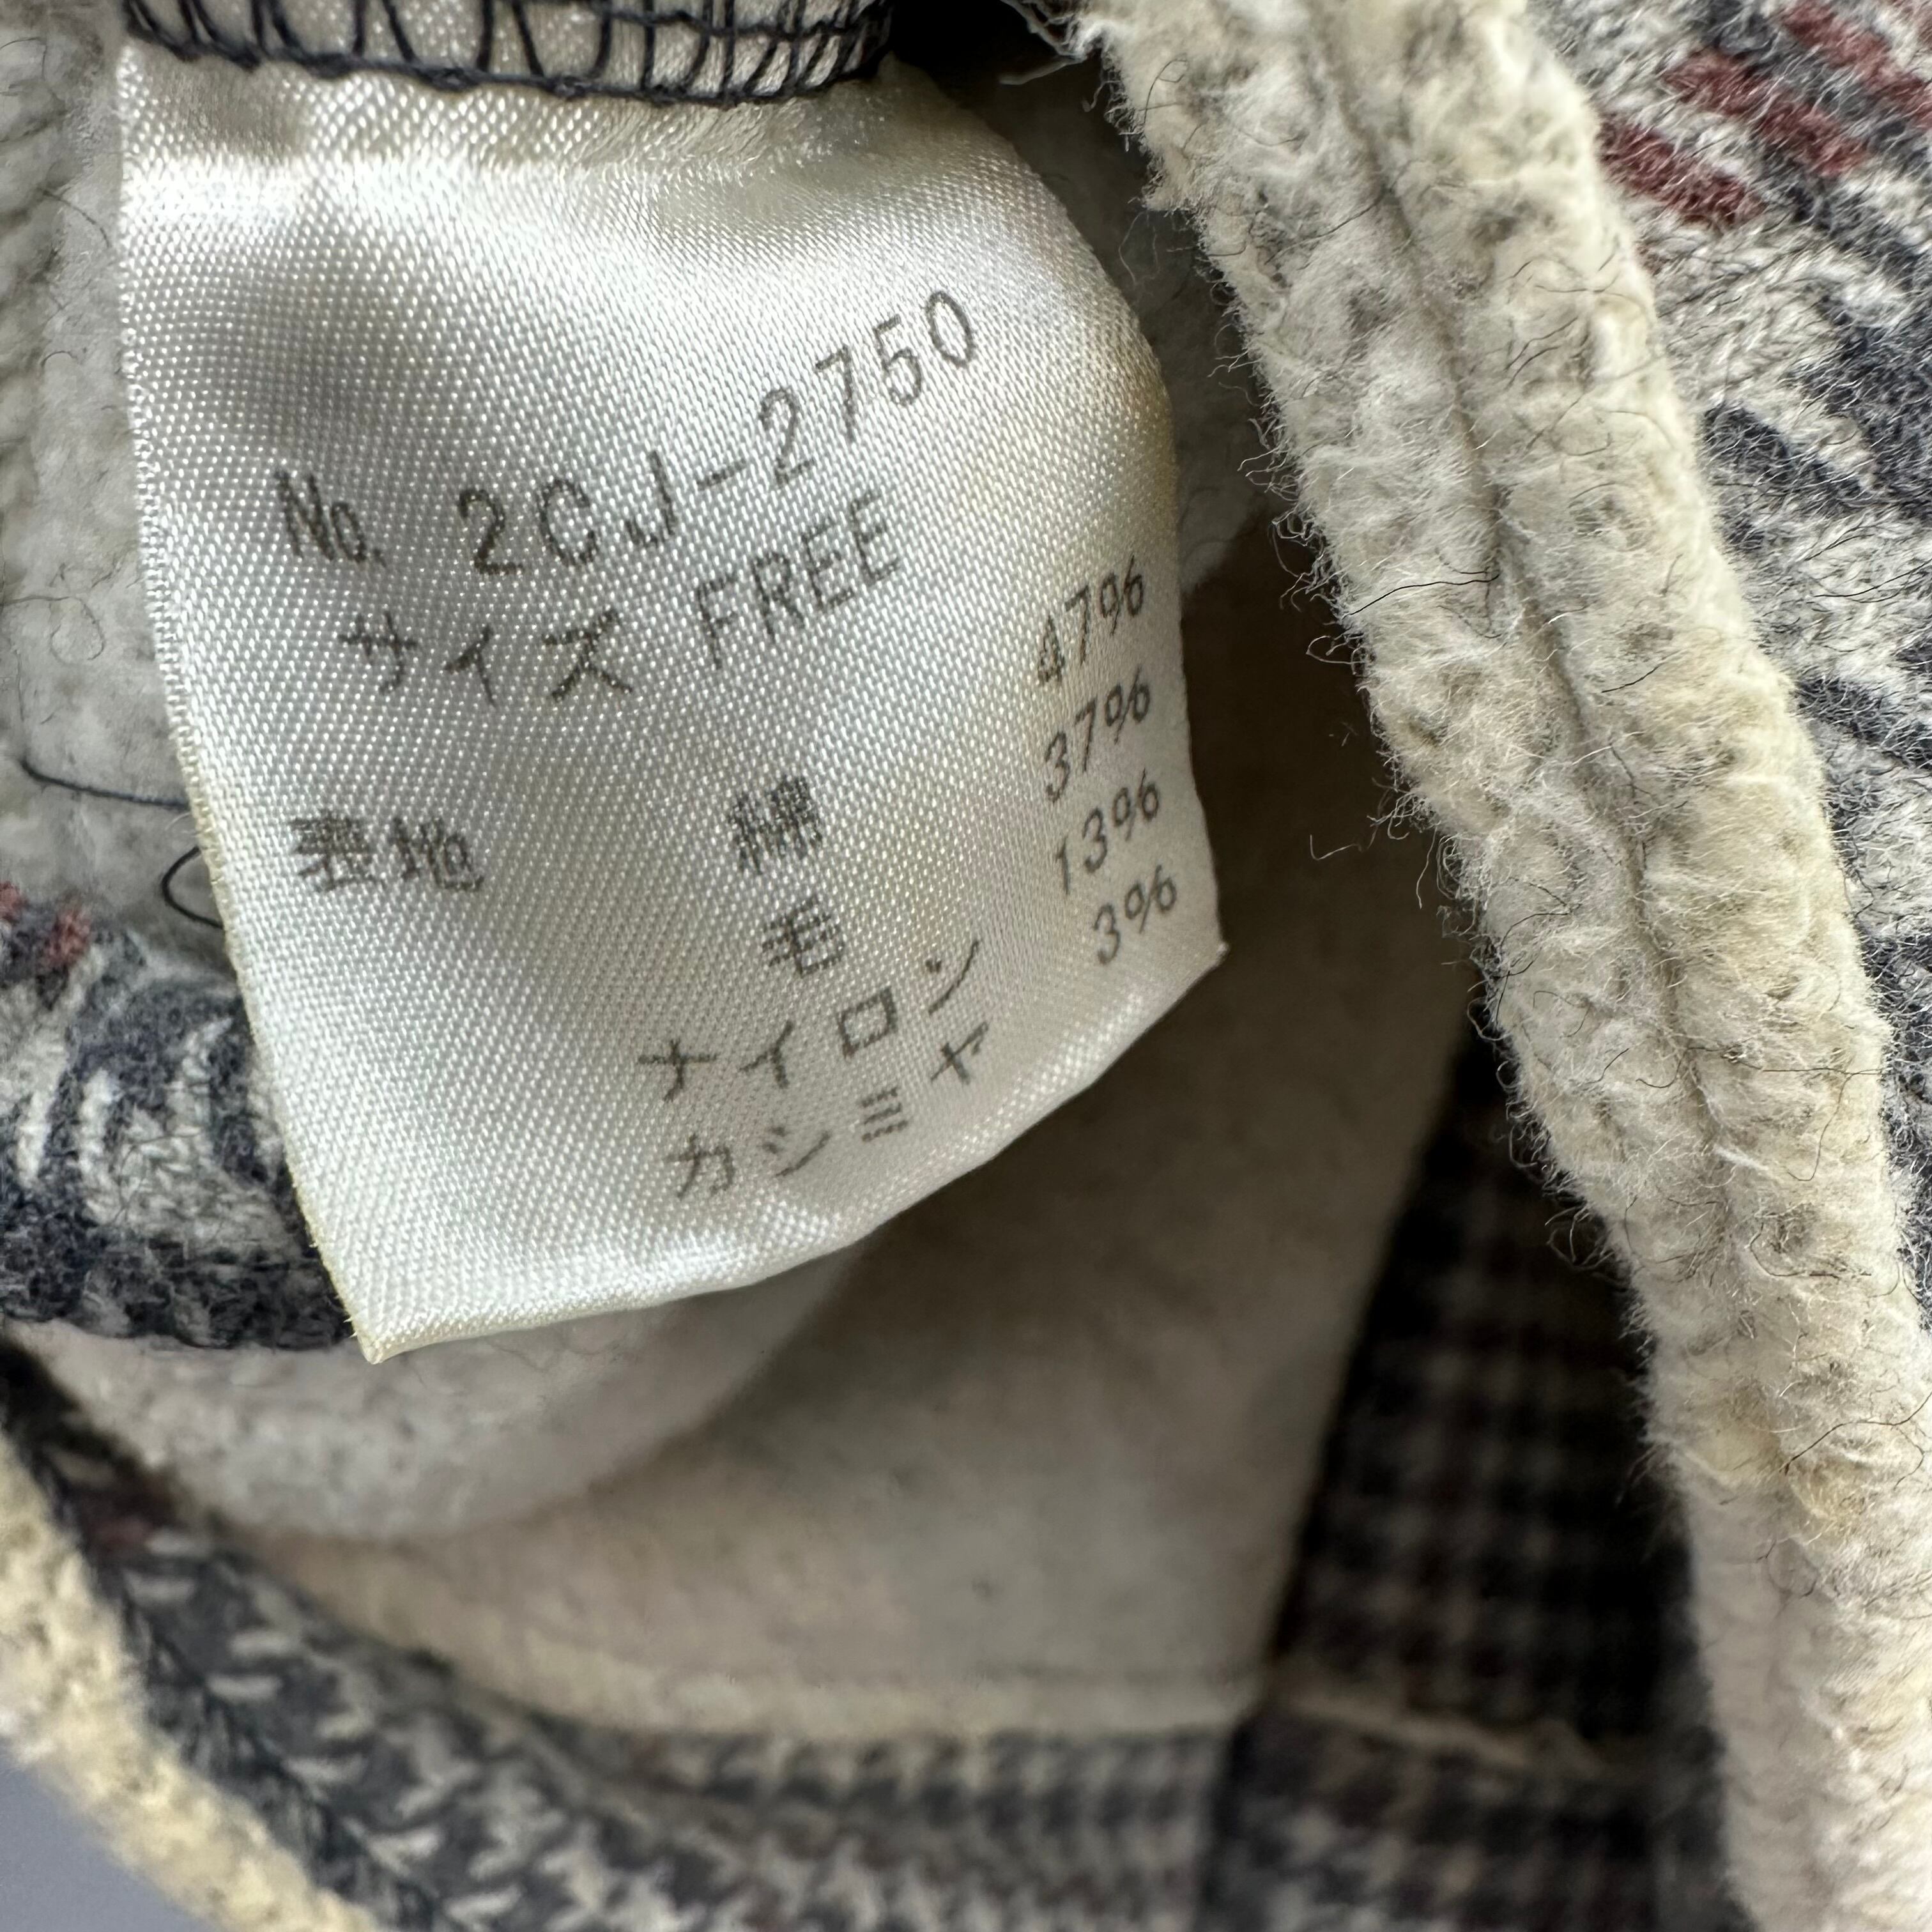 No. 2CJ-2750
サイズ FREE
表地 綿 47%
毛 37%
ナイロン 13%
カシミヤ 3%